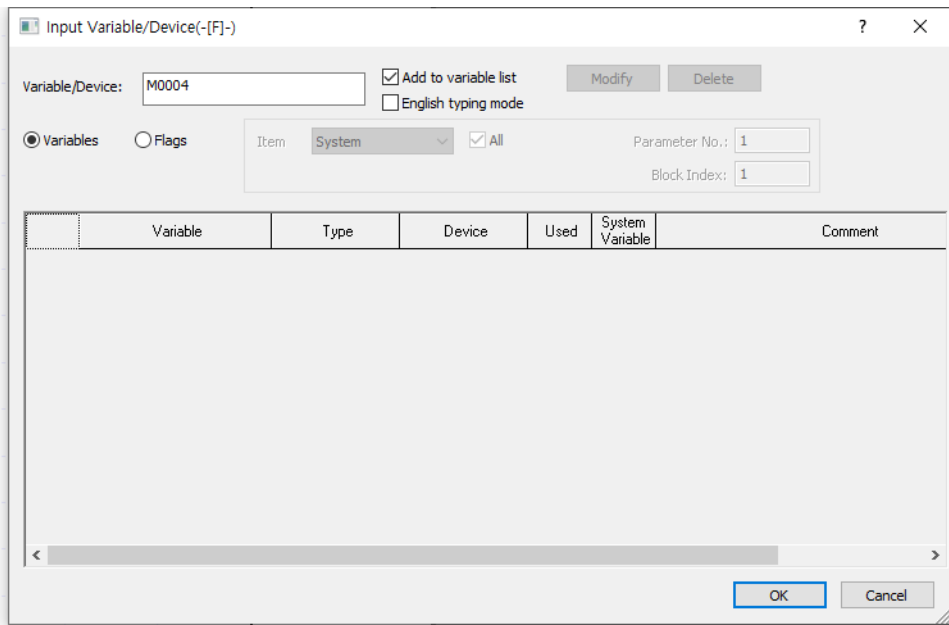 Input Variable/Device(-[F]-)
?
Variable/Device:
M0004
Add to variable list
Modify
Delete
English typing mode
Variables
Flags
Item
System
All
Parameter No.:
1
Block Index:
1
Variable
Type
Device
Used
System
Variable
Comment
OK
Cancel